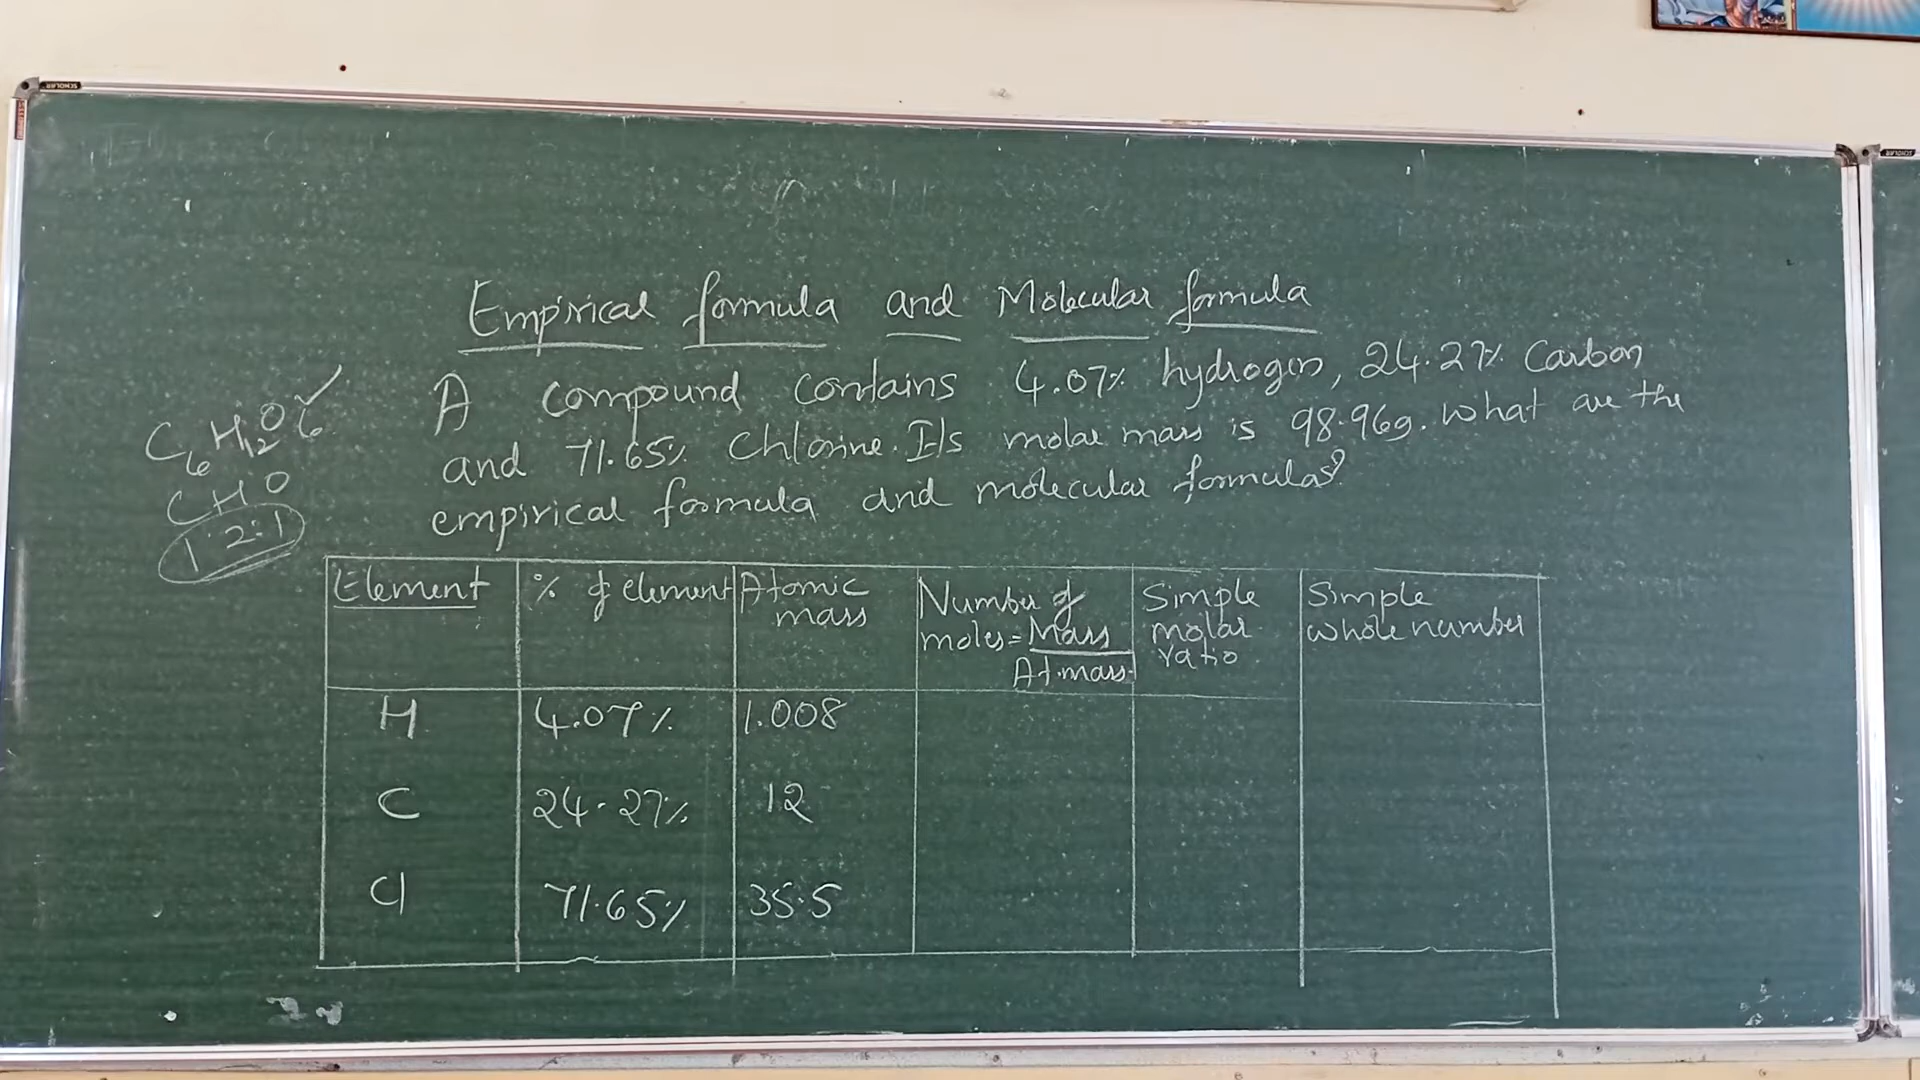 Empirical formula and Molecular formula
A compound contains 4.07% hydrogen, 24.27% Carbon
and 71.65% Chlorine. Its molar mass is 98.96g. What are the
empirical formula and molecular formulas?
C6H12O6 ✓
CHO
1:2:1
Element | % of element | Atomic mass | Number of moles = Mass / At.mass. | Simple molar ratio | Simple whole number
H | 4.07% | 1.008
C | 24.27% | 12
Cl | 71.65% | 35.5
SCHOLAR
SCHOLAR